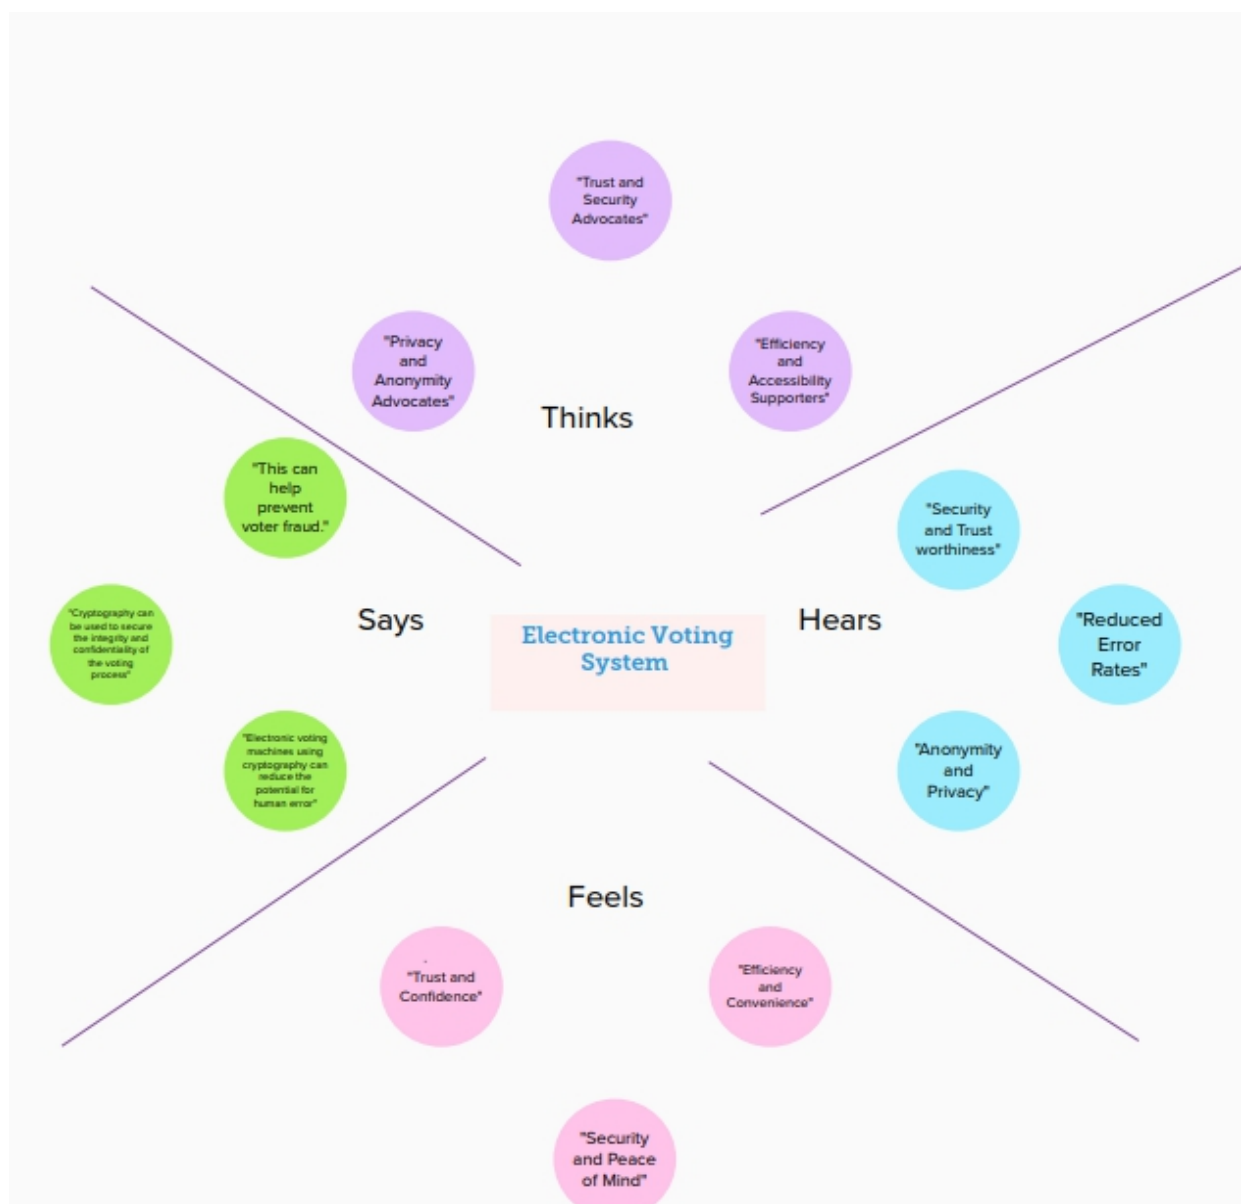 "Trust and
Security
Advocates"
"Privacy
and
Anonymity
Advocates"
"Efficiency
and
Accessibility
Supporters"
Thinks
"This can
help
prevent
voter fraud."
"Cryptography can
be used to secure
the integrity and
confidentiality of
the voting
process"
"Electronic voting
machines using
cryptography can
reduce the
potential for
human error"
Says
Electronic Voting
System
Hears
"Security
and Trust
worthiness"
"Reduced
Error
Rates"
"Anonymity
and
Privacy"
Feels
"Trust and
Confidence"
"Efficiency
and
Convenience"
"Security
and Peace
of Mind"